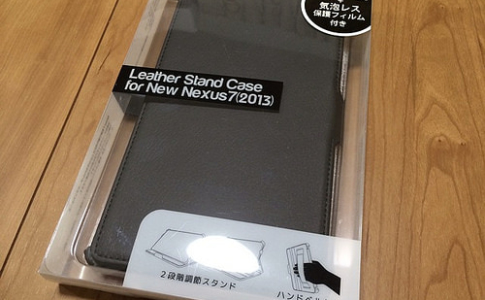 気泡レス
保護フィルム
付き
Leather Stand Case
for New Nexus7(2013)
2段階調節スタンド
ハンドベル